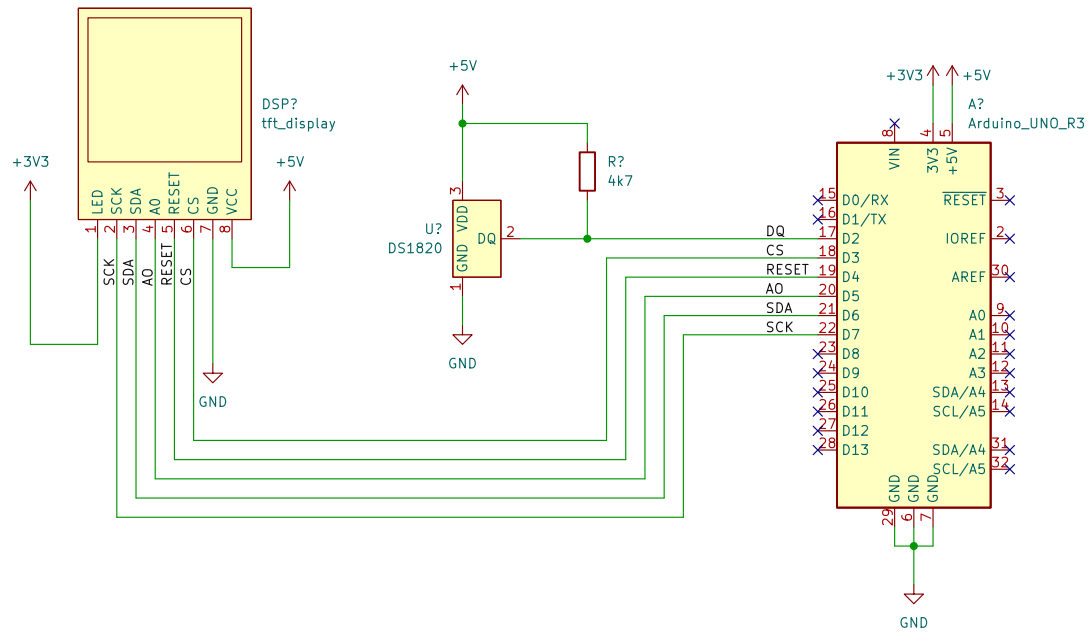 +5V
+3V3
+5V
DSP?
tft_display
A?
Arduino_UNO_R3
+3V3
+5V
LED
SCK
SDA
A0
RESET
CS
GND
VCC
1
2
3
4
5
6
7
8
SCK
SDA
AO
RESET
CS
GND
R?
4k7
U?
DS1820
3
VDD
DQ
2
GND
1
GND
DQ
CS
RESET
AO
SDA
SCK
8
4
5
VIN
3V3
+5V
15 D0/RX
16 D1/TX
17 D2
18 D3
19 D4
20 D5
21 D6
22 D7
23 D8
24 D9
25 D10
26 D11
27 D12
28 D13
RESET 3
IOREF 2
AREF 30
A0 9
A1 10
A2 11
A3 12
SDA/A4 13
SCL/A5 14
SDA/A4 31
SCL/A5 32
GND
GND
GND
29
6
7
GND